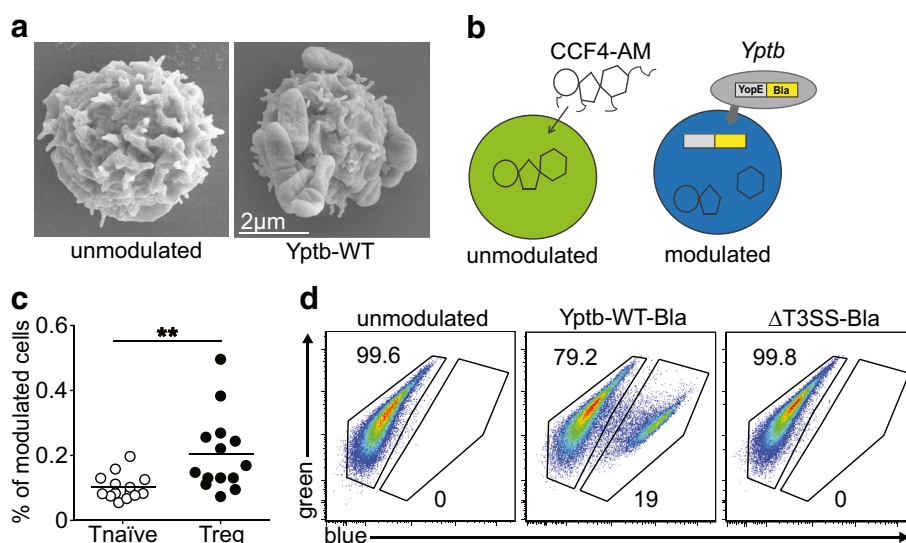 a
2µm
unmodulated
Yptb-WT
b
CCF4-AM
Yptb
YopE Bla
unmodulated
modulated
c
% of modulated cells
0.6
0.4
0.2
0
**
Tnaïve Treg
d
unmodulated Yptb-WT-Bla ΔT3SS-Bla
99.6 79.2 99.8
0 19 0
green
blue